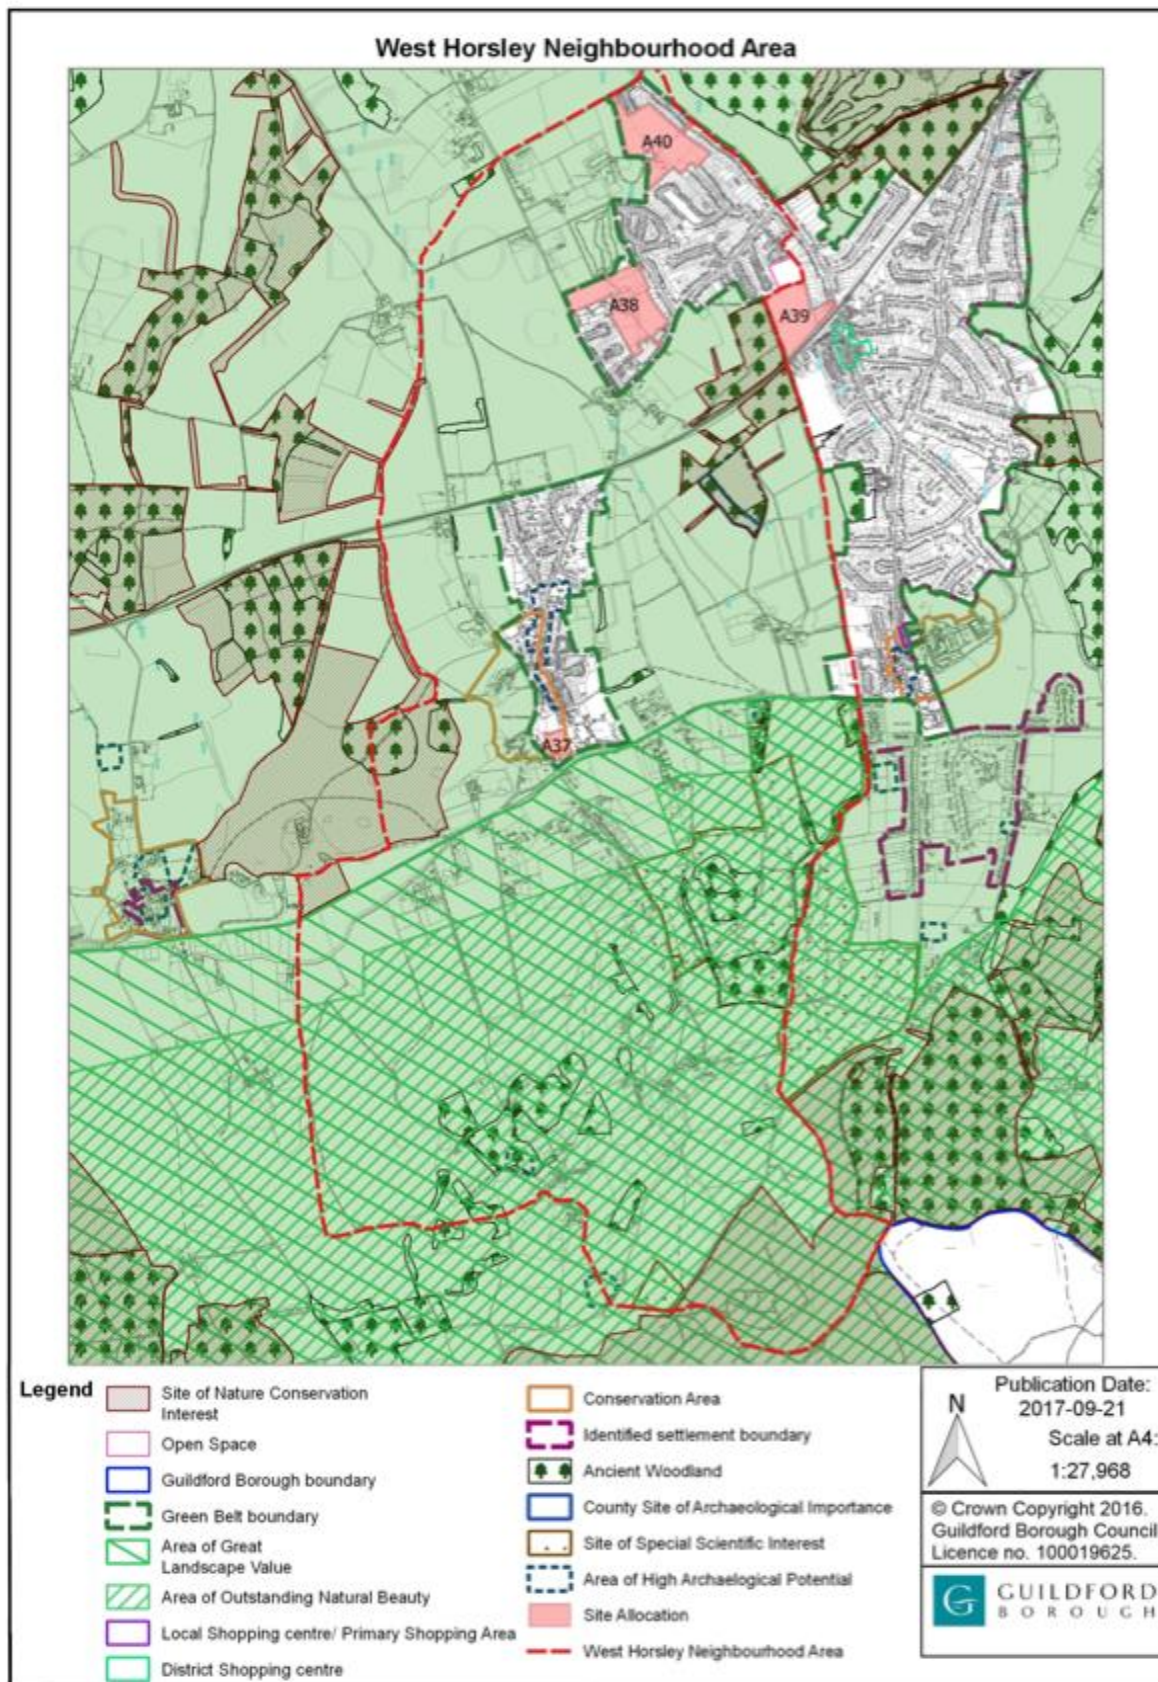 West Horsley Neighbourhood Area
A40
A38
A39
A37
Legend
Site of Nature Conservation
Interest
Open Space
Guildford Borough boundary
Green Belt boundary
Area of Great
Landscape Value
Area of Outstanding Natural Beauty
Local Shopping centre/ Primary Shopping Area
District Shopping centre
Conservation Area
Identified settlement boundary
Ancient Woodland
County Site of Archaeological Importance
Site of Special Scientific Interest
Area of High Archaelogical Potential
Site Allocation
West Horsley Neighbourhood Area
N
Publication Date:
2017-09-21
Scale at A4:
1:27,968
© Crown Copyright 2016.
Guildford Borough Council
Licence no. 100019625.
G
GUILDFORD
BOROUGH